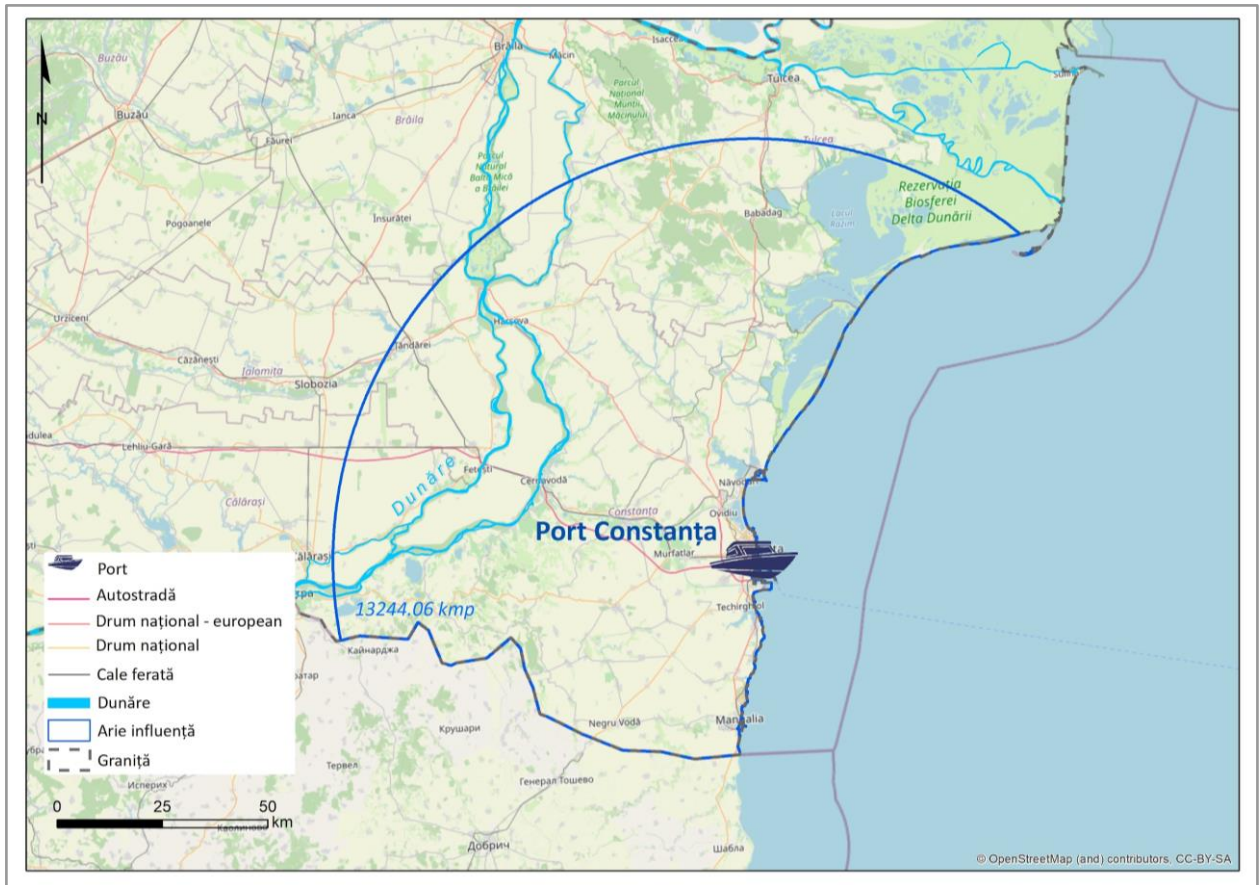 Buzău
Brăila
Măcin
Isaccea
Tulcea
Sulina
Buzău
Ianca
Brăila
Parcul
Național
Munții
Măcinului
Făurei
Tulcea
Parcul
Natural
Balta Mică
a Brăilei
Rezervația
Biosferei
Delta Dunării
Pogoanele
Însurăței
Babadag
Lacul
Razim
Urziceni
Hârșova
Țăndărei
Căzănești
Ialomița
Slobozia
Lehliu-Gară
Fetești
Dunăre
Cernavodă
Năvodari
Călărași
Constanța
Ovidiu
Port Constanța
Murfatlar
Techirghiol
13244.06 kmp
Кайнарджа
Negru Vodă
Mangalia
Крушари
Тервел
Генерал Тошево
Исперих
Каолиново
Добрич
Шабла
N
Port
Autostradă
Drum național - european
Drum național
Cale ferată
Dunăre
Arie influență
Graniță
0 25 50
km
© OpenStreetMap (and) contributors, CC-BY-SA